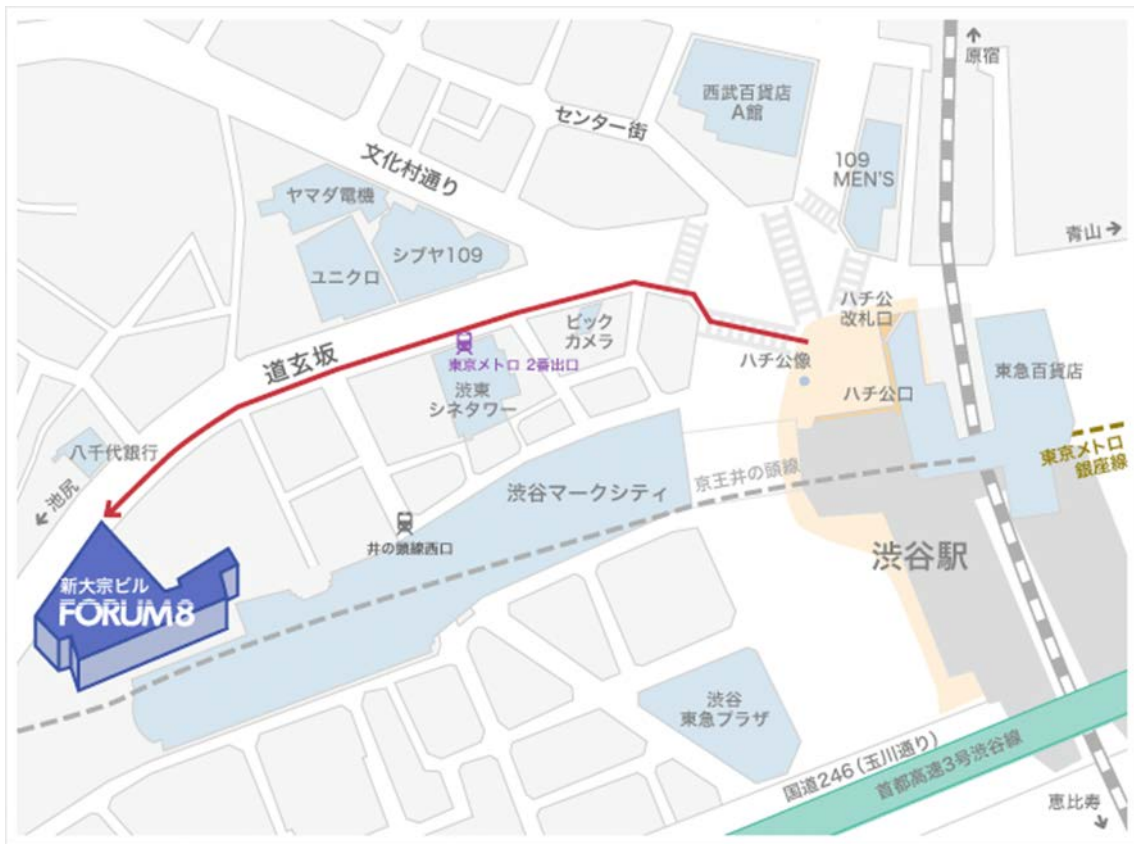 原宿
西武百貨店
A館
センター街
109
MEN'S
文化村通り
ヤマダ電機
青山
シブヤ109
ユニクロ
ハチ公
改札口
ビック
カメラ
道玄坂
東京メトロ 2番出口
ハチ公像
東急百貨店
渋東
シネタワー
ハチ公口
八千代銀行
東京メトロ
銀座線
池尻
渋谷マークシティ
京王井の頭線
井の頭線西口
渋谷駅
新大宗ビル
FORUM8
渋谷
東急プラザ
国道246(玉川通り)
首都高速3号渋谷線
恵比寿